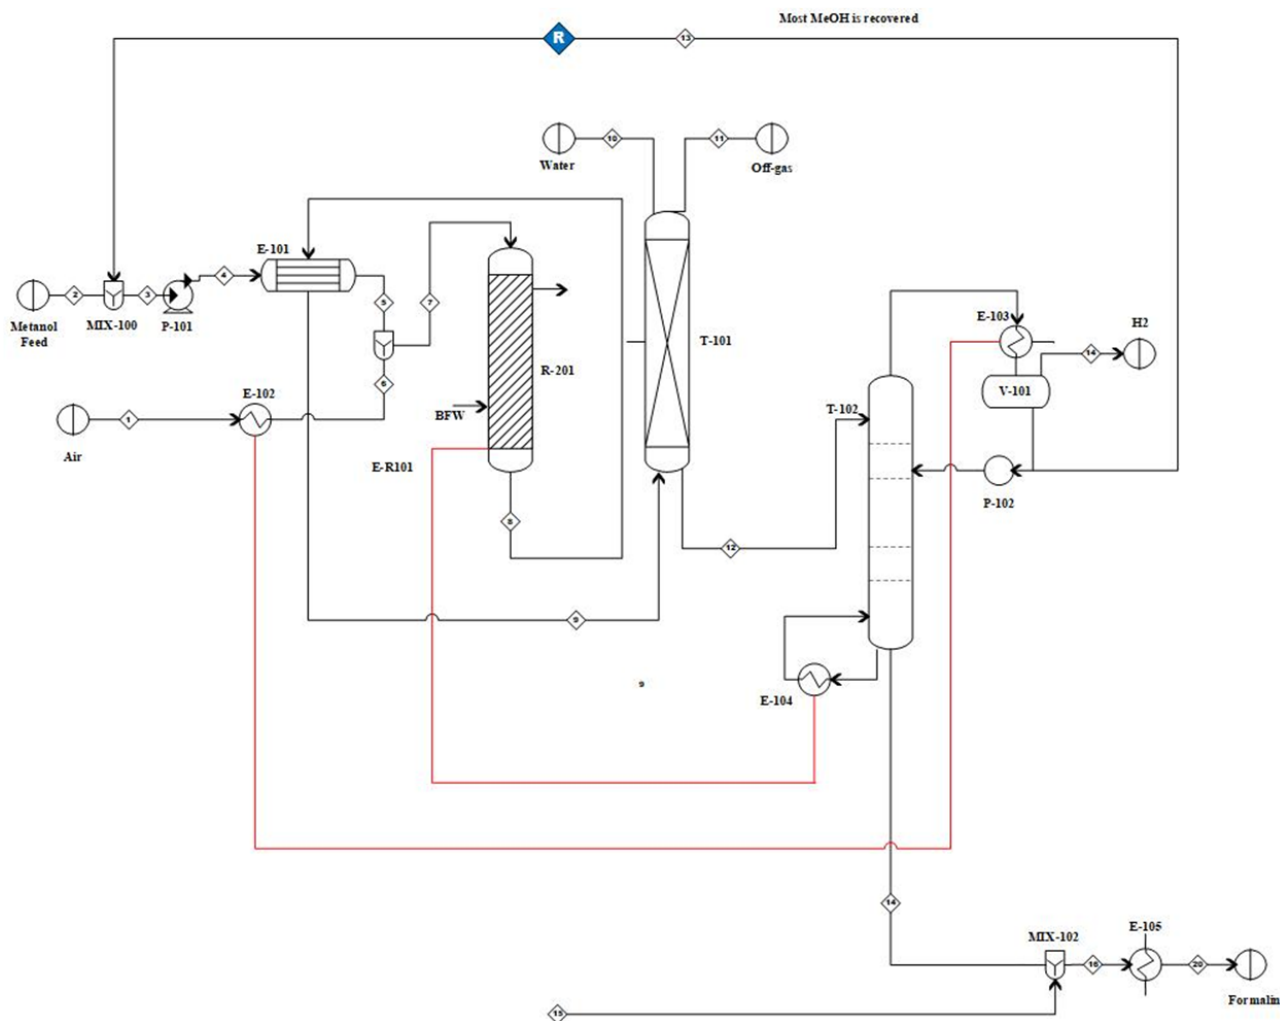 Most MeOH is recovered
R
13
10
11
Water
Off-gas
E-101
4
2
3
5
7
Metanol
Feed
MIX-100
P-101
E-103
H2
14
T-101
V-101
R-201
6
E-102
1
BFW
T-102
Air
E-R101
P-102
8
12
9
9
E-104
14
MIX-102
E-105
16
20
Formalin
15